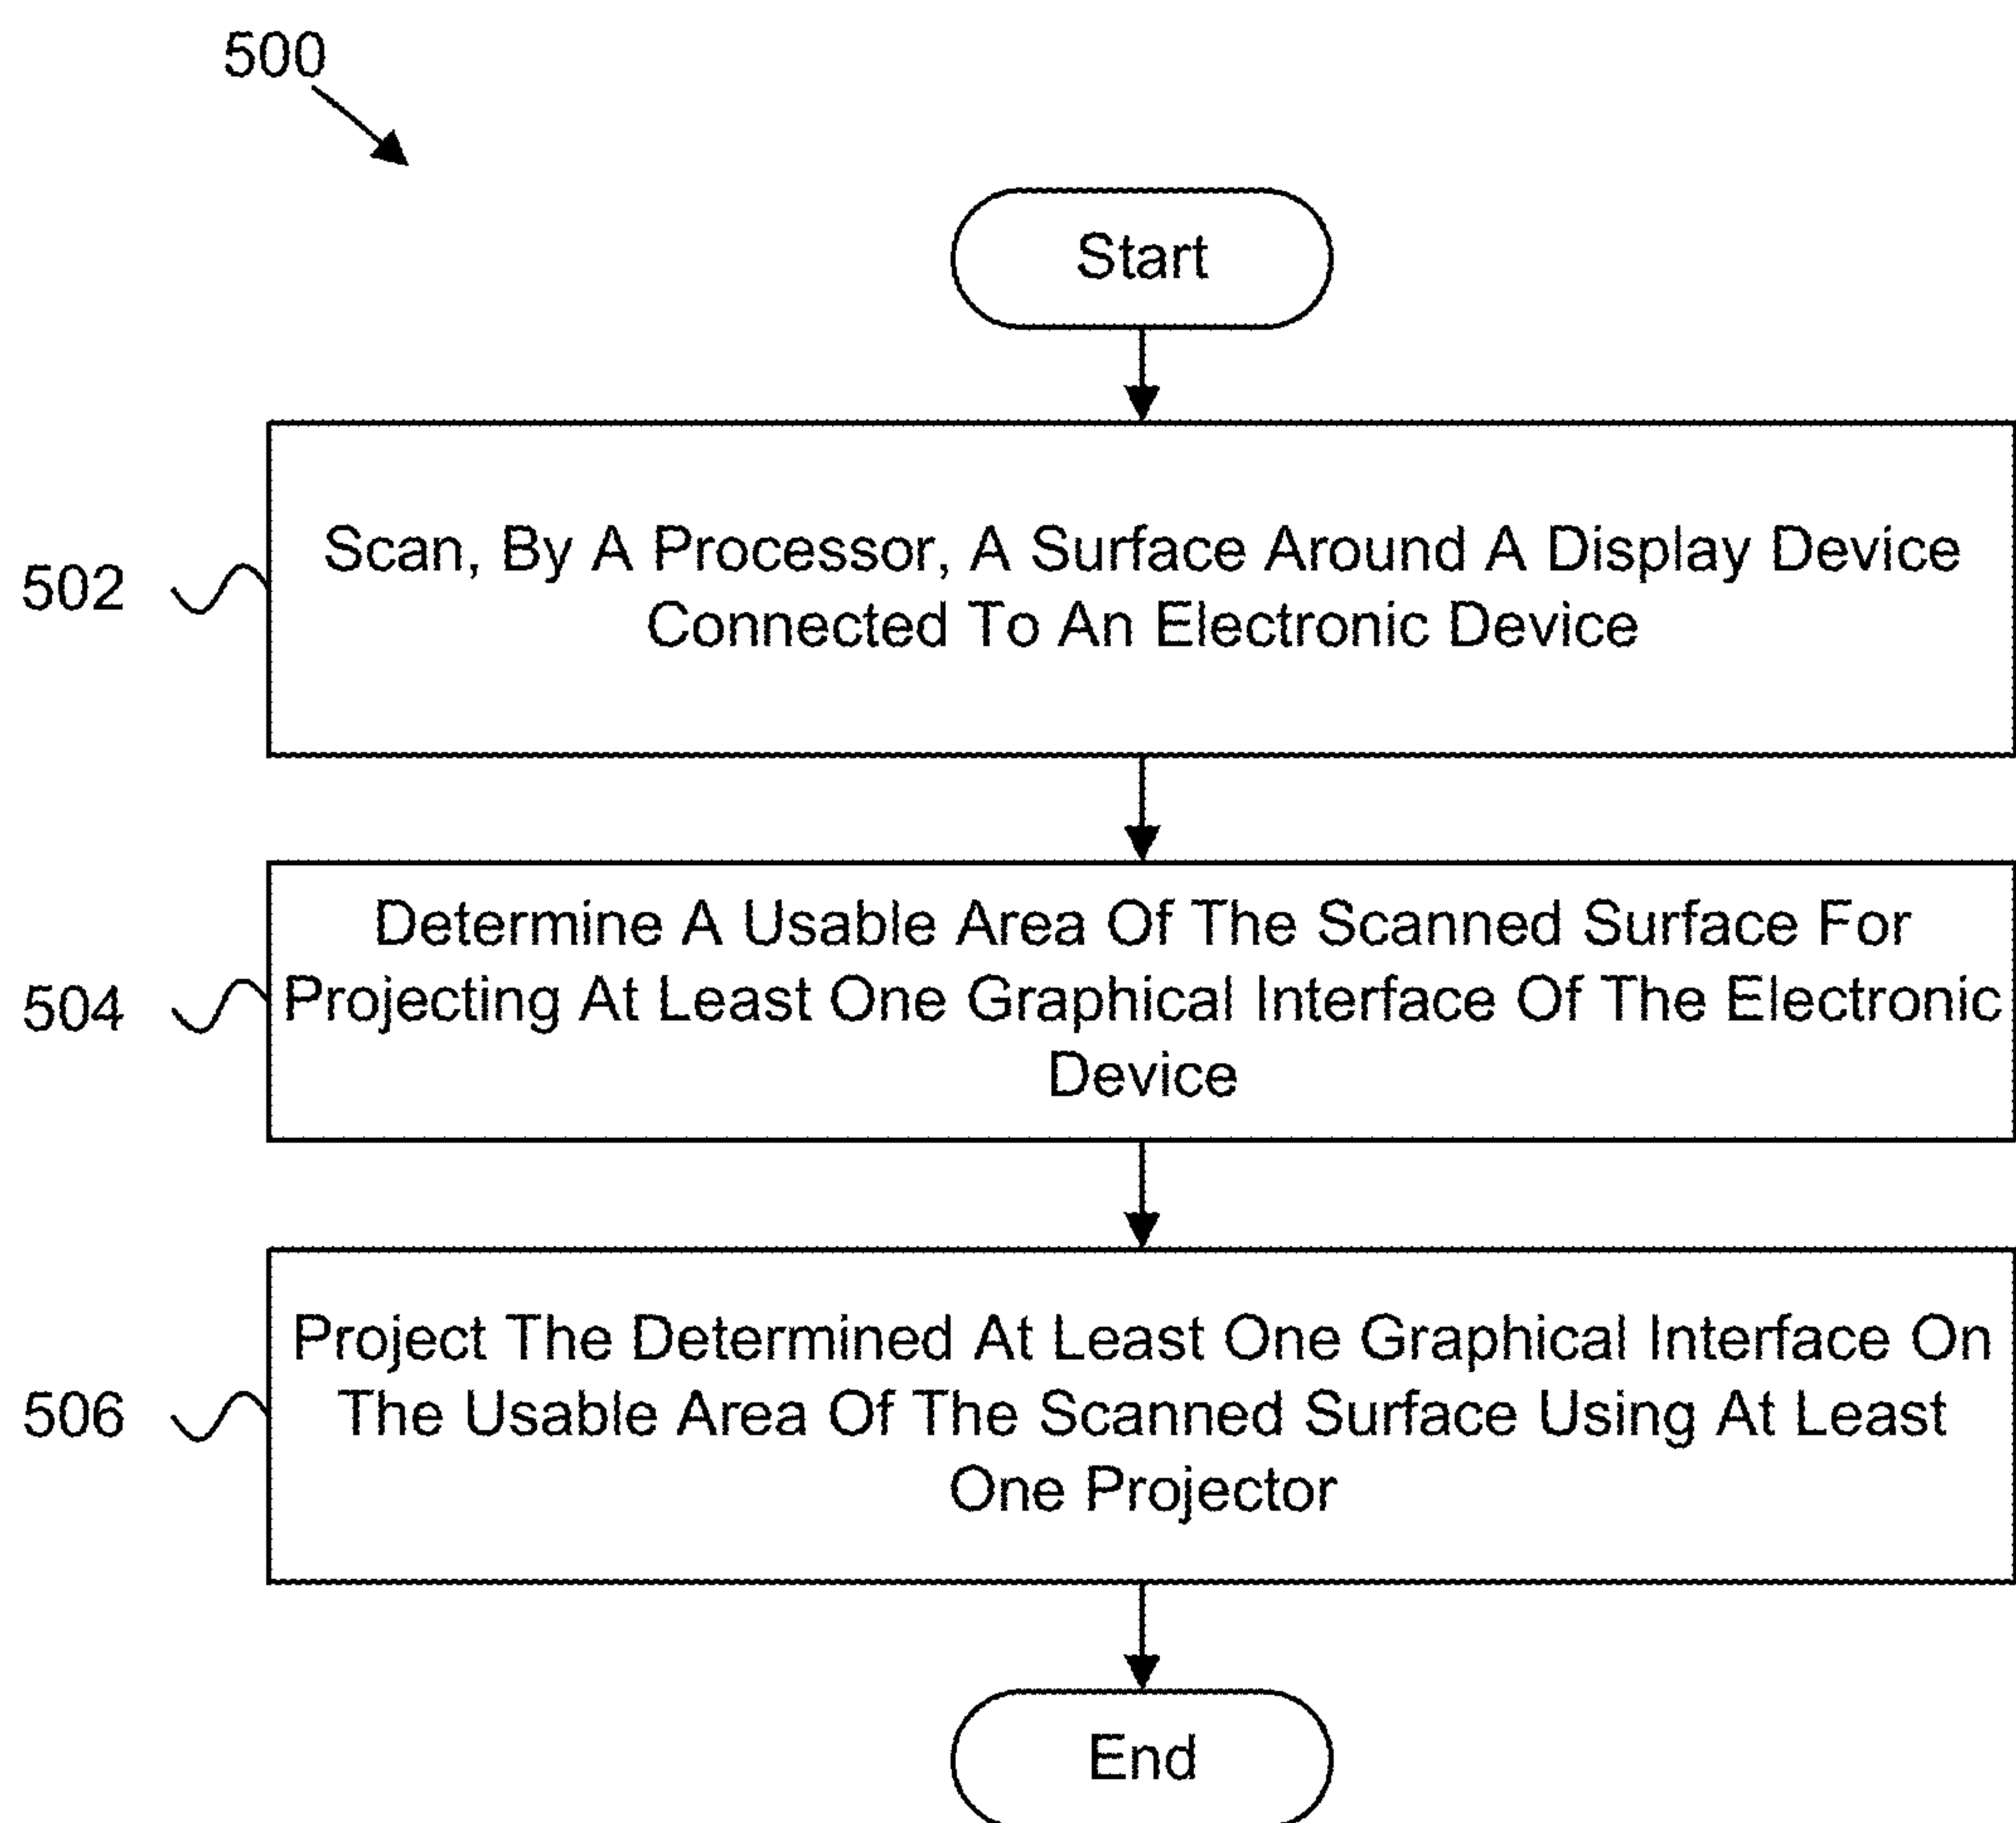 500
Start
502
Scan, By A Processor, A Surface Around A Display Device
Connected To An Electronic Device
504
Determine A Usable Area Of The Scanned Surface For
Projecting At Least One Graphical Interface Of The Electronic
Device
506
Project The Determined At Least One Graphical Interface On
The Usable Area Of The Scanned Surface Using At Least
One Projector
End